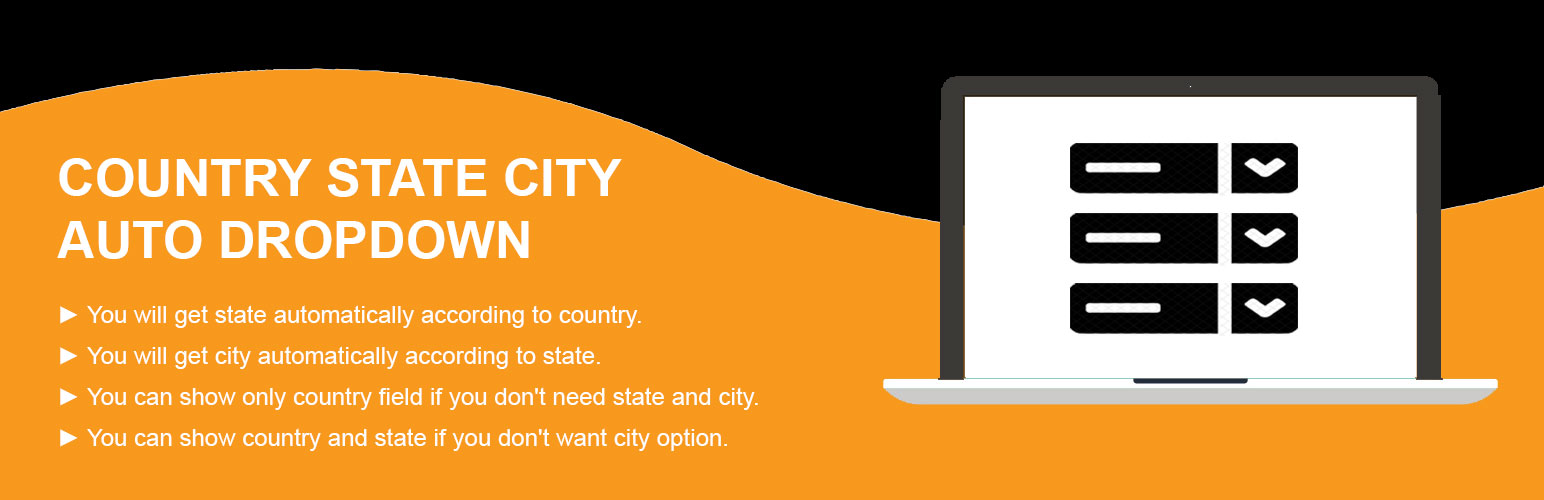 COUNTRY STATE CITY
AUTO DROPDOWN
► You will get state automatically according to country.
► You will get city automatically according to state.
► You can show only country field if you don't need state and city.
► You can show country and state if you don't want city option.